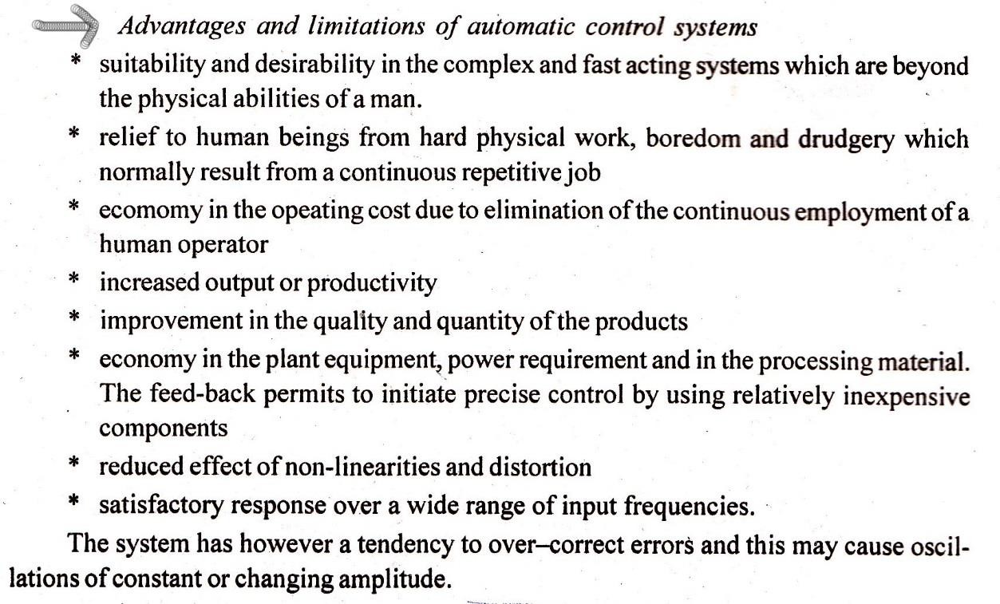 Advantages and limitations of automatic control systems
* suitability and desirability in the complex and fast acting systems which are beyond
the physical abilities of a man.
* relief to human beings from hard physical work, boredom and drudgery which
normally result from a continuous repetitive job
* ecomomy in the opeating cost due to elimination of the continuous employment of a
human operator
* increased output or productivity
* improvement in the quality and quantity of the products
* economy in the plant equipment, power requirement and in the processing material.
The feed-back permits to initiate precise control by using relatively inexpensive
components
* reduced effect of non-linearities and distortion
* satisfactory response over a wide range of input frequencies.
The system has however a tendency to over–correct errors and this may cause oscil-
lations of constant or changing amplitude.